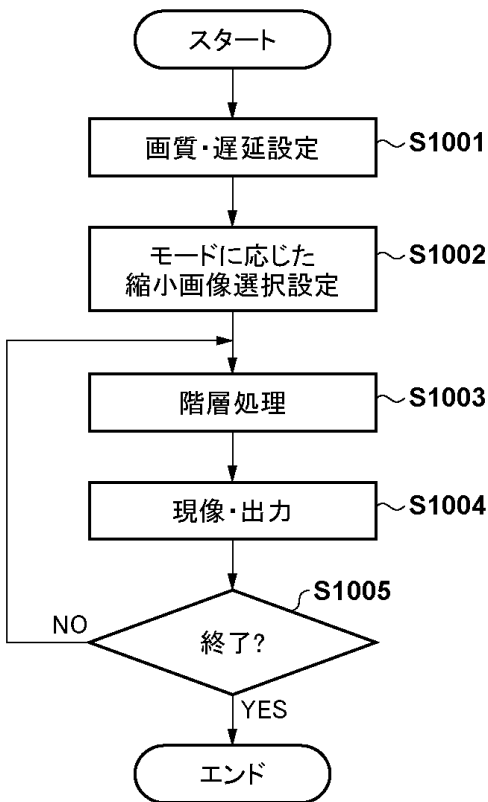 スタート
画質・遅延設定
S1001
モードに応じた
縮小画像選択設定
S1002
階層処理
S1003
現像・出力
S1004
S1005
終了?
NO
YES
エンド